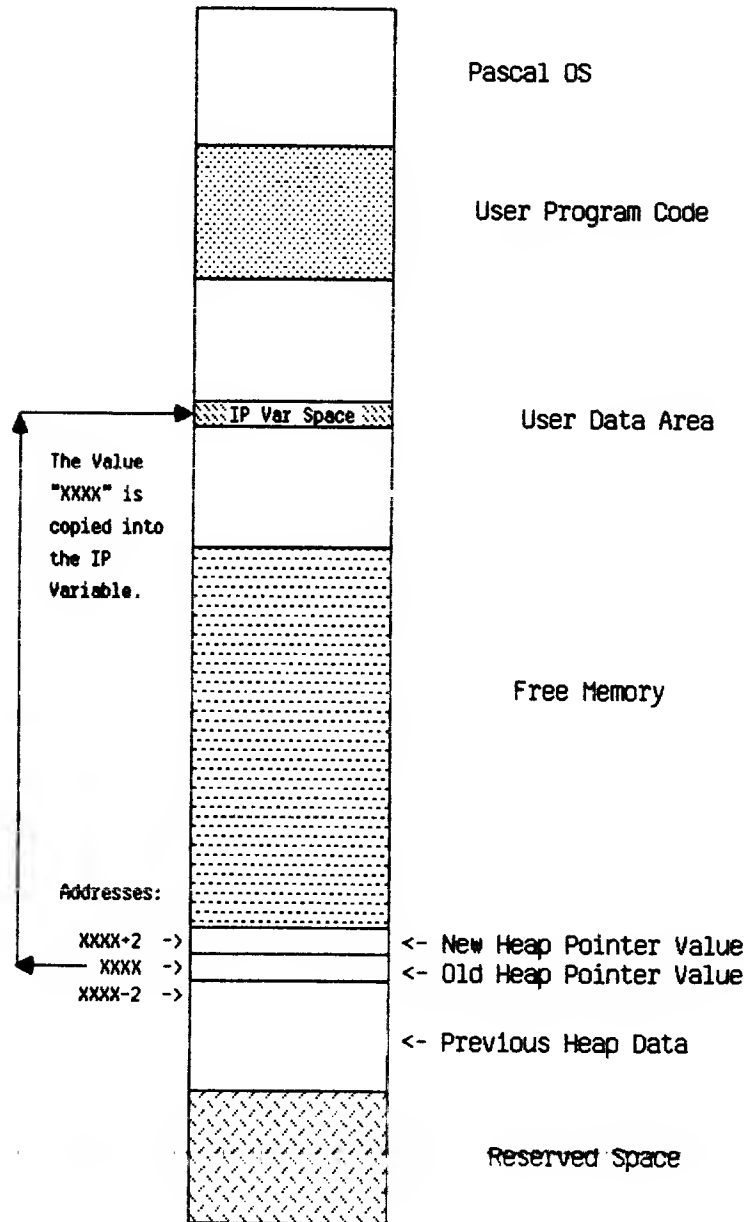 Pascal OS
User Program Code
IP Var Space
User Data Area
The Value
"XXXX" is
copied into
the IP
Variable.
Free Memory
Addresses:
XXXX+2 ->
<- New Heap Pointer Value
XXXX ->
<- Old Heap Pointer Value
XXXX-2 ->
<- Previous Heap Data
Reserved Space